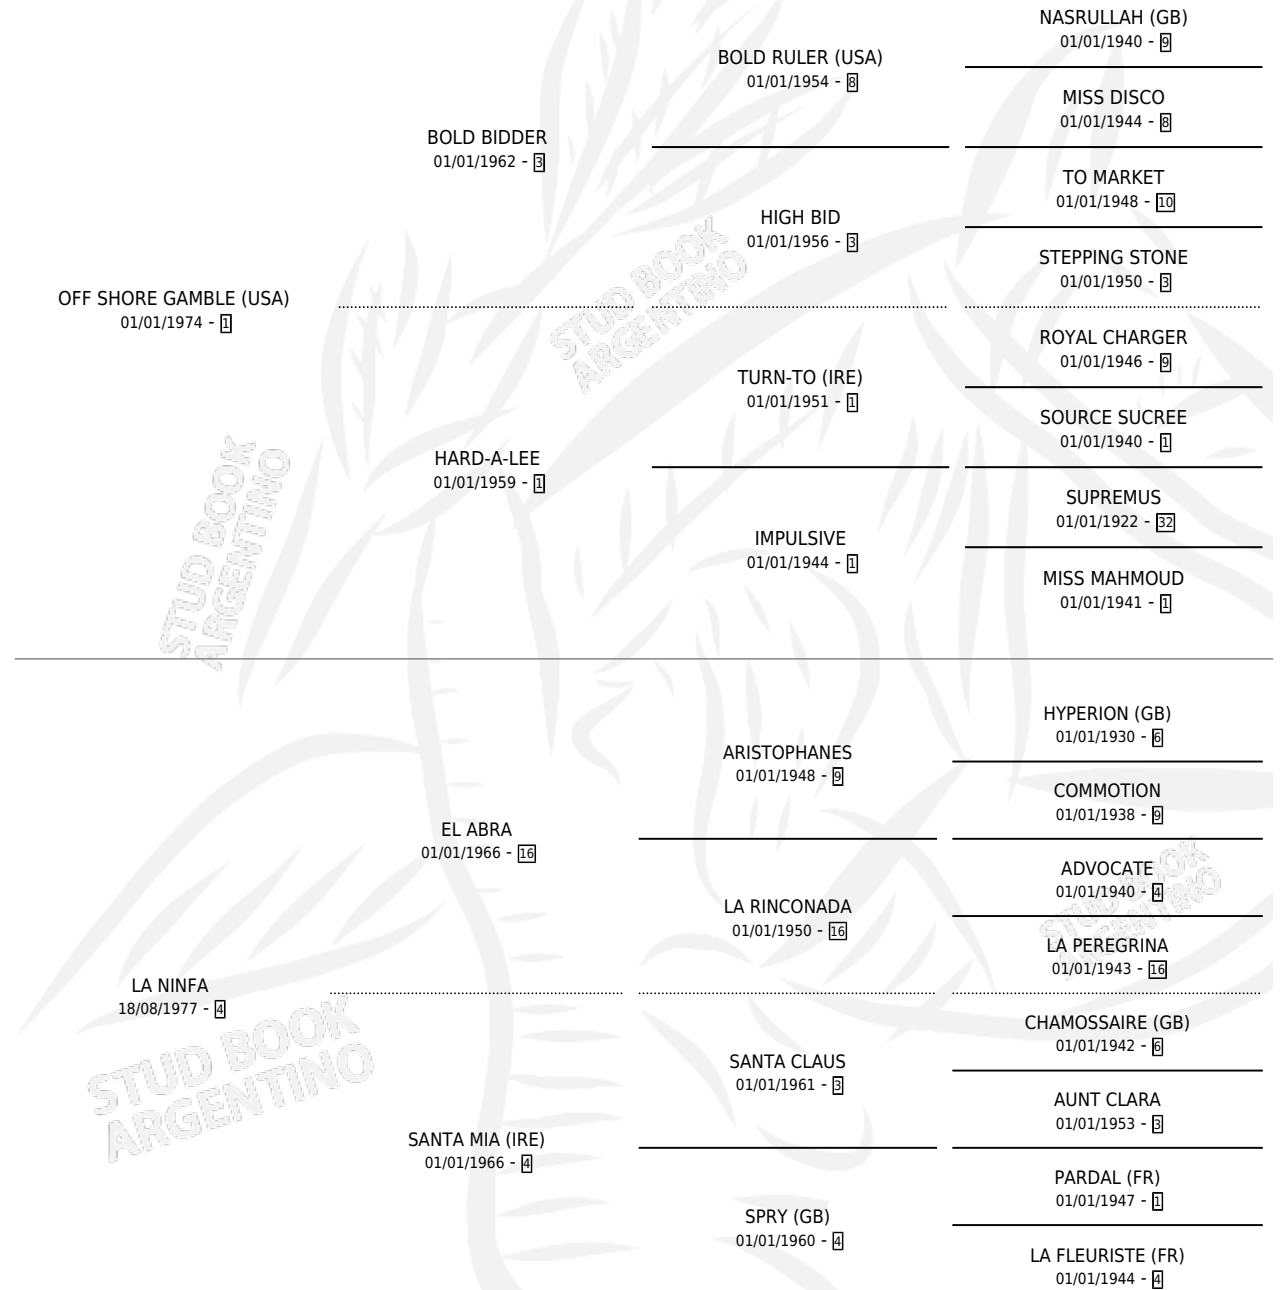 NASRULLAH (GB)
01/01/1940 - 9
BOLD RULER (USA)
01/01/1954 - 8
MISS DISCO
01/01/1944 - 8
BOLD BIDDER
01/01/1962 - 3
TO MARKET
01/01/1948 - 10
HIGH BID
01/01/1956 - 3
STEPPING STONE
01/01/1950 - 3
OFF SHORE GAMBLE (USA)
01/01/1974 - 1
ROYAL CHARGER
01/01/1946 - 9
TURN-TO (IRE)
01/01/1951 - 1
SOURCE SUCREE
01/01/1940 - 1
HARD-A-LEE
01/01/1959 - 1
SUPREMUS
01/01/1922 - 32
IMPULSIVE
01/01/1944 - 1
MISS MAHMOUD
01/01/1941 - 1
HYPERION (GB)
01/01/1930 - 6
ARISTOPHANES
01/01/1948 - 9
COMMOTION
01/01/1938 - 9
EL ABRA
01/01/1966 - 16
ADVOCATE
01/01/1940 - 4
LA RINCONADA
01/01/1950 - 16
LA PEREGRINA
01/01/1943 - 16
LA NINFA
18/08/1977 - 4
CHAMOSSAIRE (GB)
01/01/1942 - 6
SANTA CLAUS
01/01/1961 - 3
AUNT CLARA
01/01/1953 - 3
SANTA MIA (IRE)
01/01/1966 - 4
PARDAL (FR)
01/01/1947 - 1
SPRY (GB)
01/01/1960 - 4
LA FLEURISTE (FR)
01/01/1944 - 4
STUD BOOK
ARGENTINO
STUD BOOK
ARGENTINO
STUD BOOK
ARGENTINO
STUD BOOK
ARGENTINO